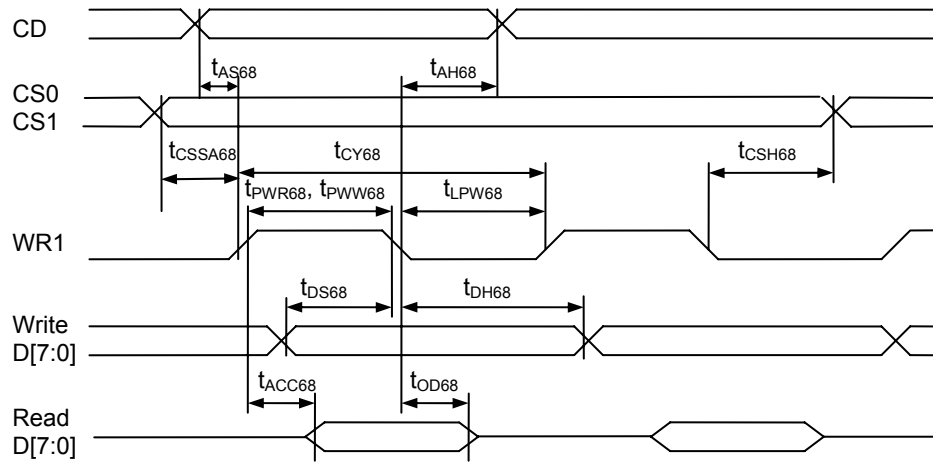 CD
tAS68 tAH68
CS0
CS1
tCSSA68 tCY68 tCSH68
tPWR68, tPWW68 tLPW68
WR1
tDS68 tDH68
Write
D[7:0]
tACC68 tOD68
Read
D[7:0]